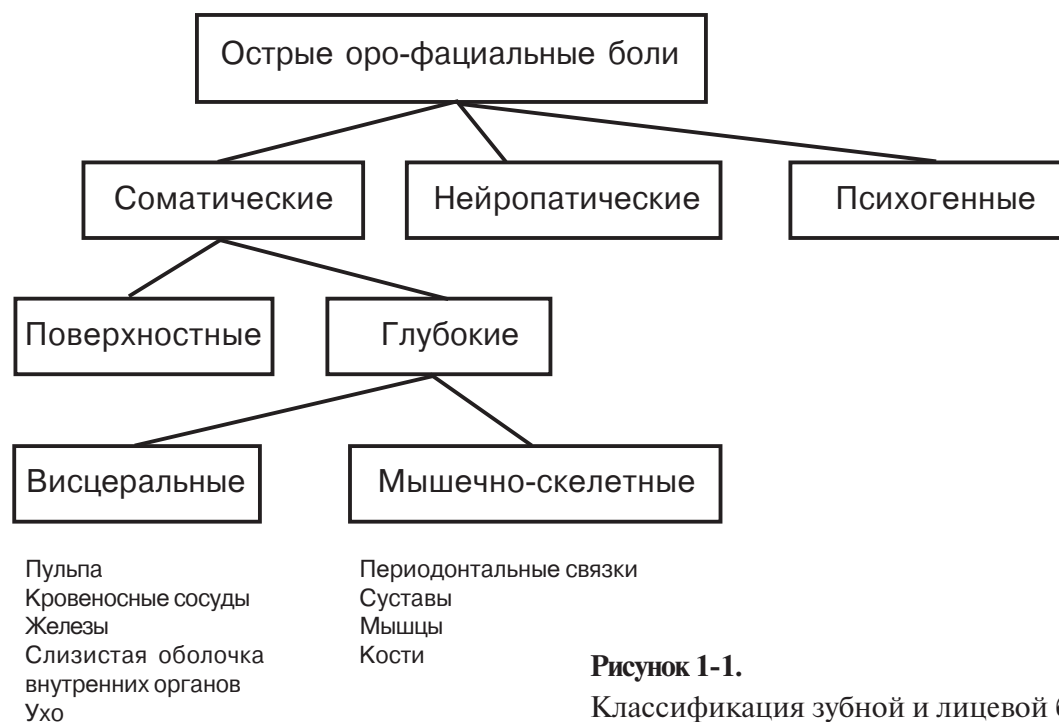 Острые оро-фациальные боли
Соматические
Нейропатические
Психогенные
Поверхностные
Глубокие
Висцеральные
Мышечно-скелетные
Пульпа
Кровеносные сосуды
Железы
Слизистая оболочка
внутренних органов
Ухо
Периодонтальные связки
Суставы
Мышцы
Кости
Рисунок 1-1.
Классификация зубной и лицевой